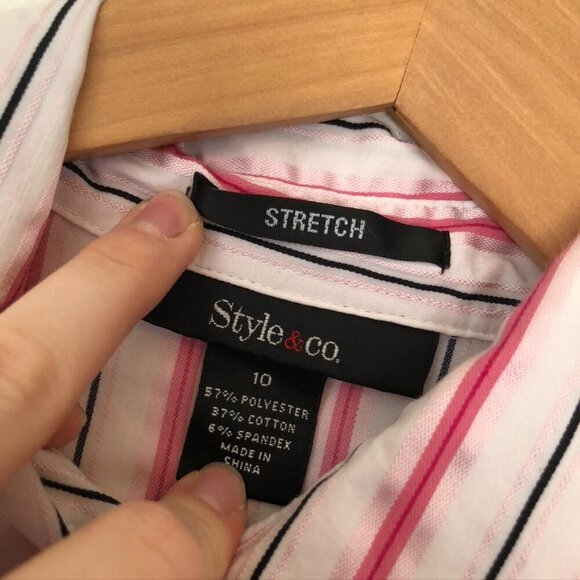 STRETCH
Style&co.
10
57% POLYESTER
37% COTTON
6% SPANDEX
MADE IN
CHINA